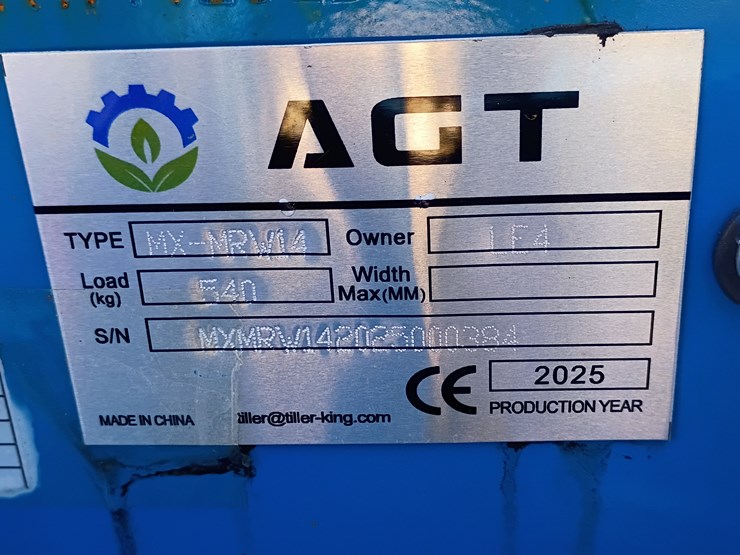 AGT
TYPE MX-MRW14 Owner LE4
Load (kg) 540 Width Max(MM)
S/N MXMRW142025000384
CE 2025
MADE IN CHINA tiller@tiller-king.com PRODUCTION YEAR